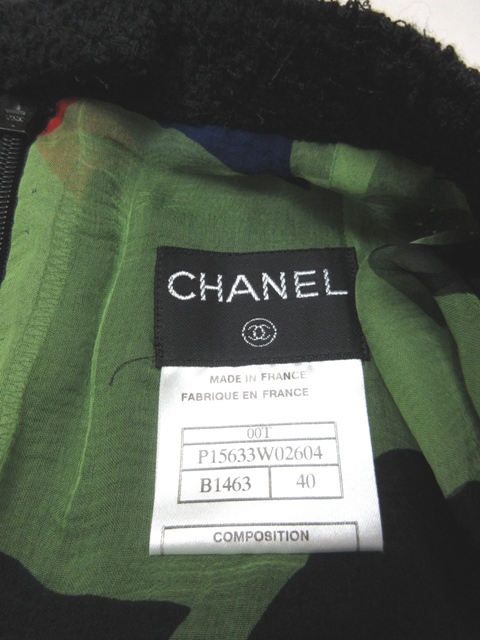 CHANEL
MADE IN FRANCE
FABRIQUE EN FRANCE
00T
P15633W02604
B1463 40
COMPOSITION